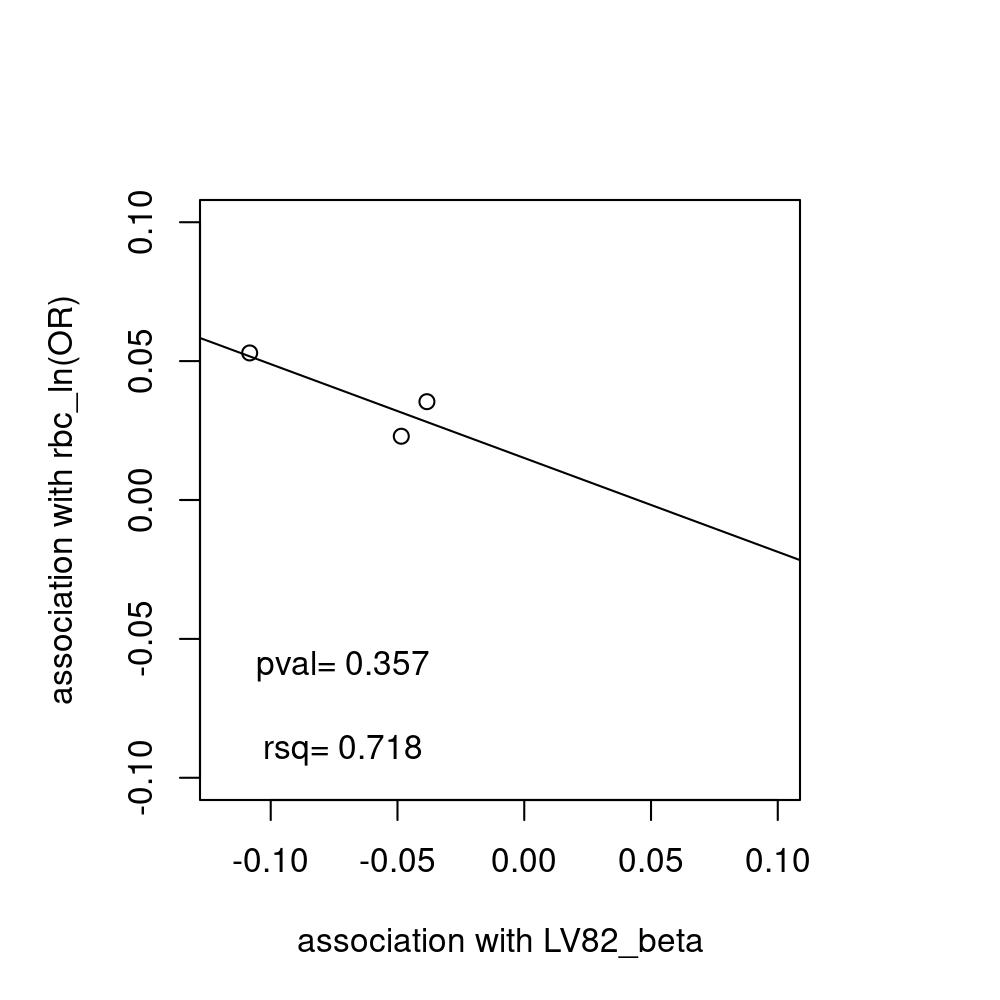 0.10
0.05
0.00
-0.05
-0.10
association with rbc_ln(OR)
pval= 0.357
rsq= 0.718
-0.10 -0.05 0.00 0.05 0.10
association with LV82_beta